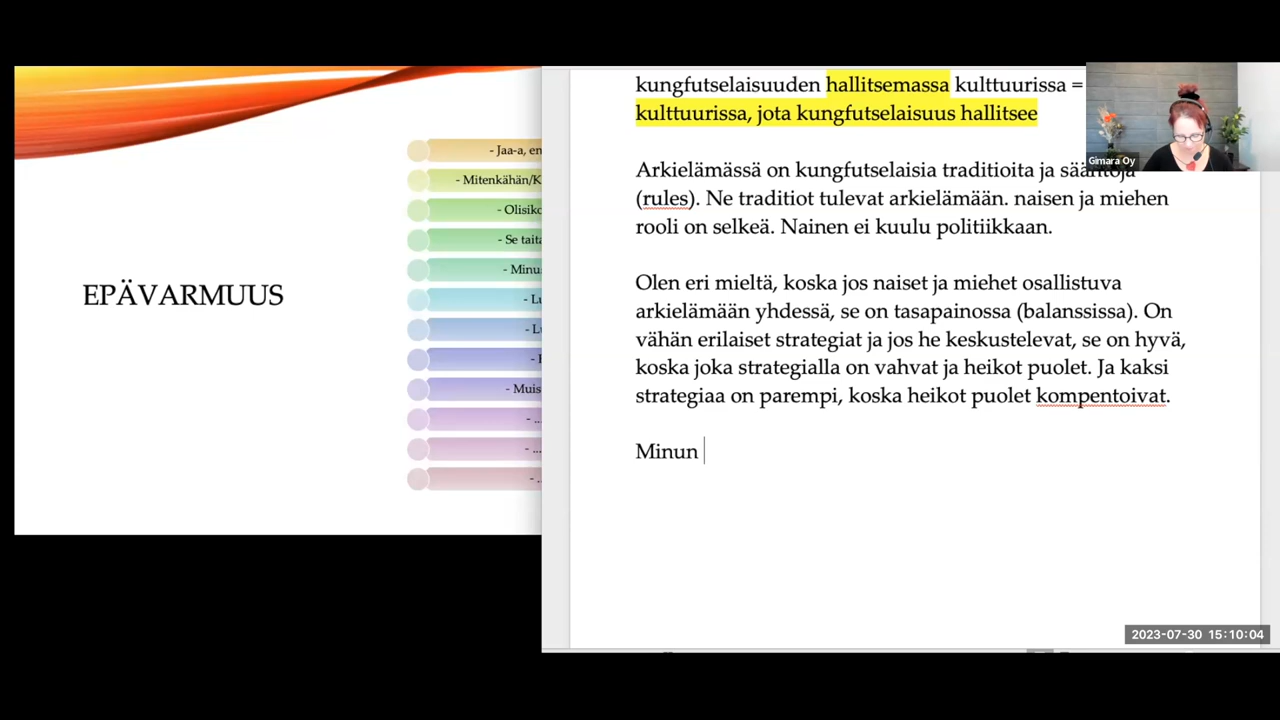 EPÄVARMUUS
- Jaa-a, en
- Mitenkähän/K
- Olisiko
- Se taita
- Minus
- Lu
- Lu
- Muis
- ...
- ...
- ..
kungfutselaisuuden hallitsemassa kulttuurissa =
kulttuurissa, jota kungfutselaisuus hallitsee
Arkielämässä on kungfutselaisia traditioita ja sääntöjä
(rules). Ne traditiot tulevat arkielämään. naisen ja miehen
rooli on selkeä. Nainen ei kuulu politiikkaan.
Olen eri mieltä, koska jos naiset ja miehet osallistuva
arkielämään yhdessä, se on tasapainossa (balanssissa). On
vähän erilaiset strategiat ja jos he keskustelevat, se on hyvä,
koska joka strategialla on vahvat ja heikot puolet. Ja kaksi
strategiaa on parempi, koska heikot puolet kompentoivat.
Minun
Gimara Oy
2023-07-30 15:10:04